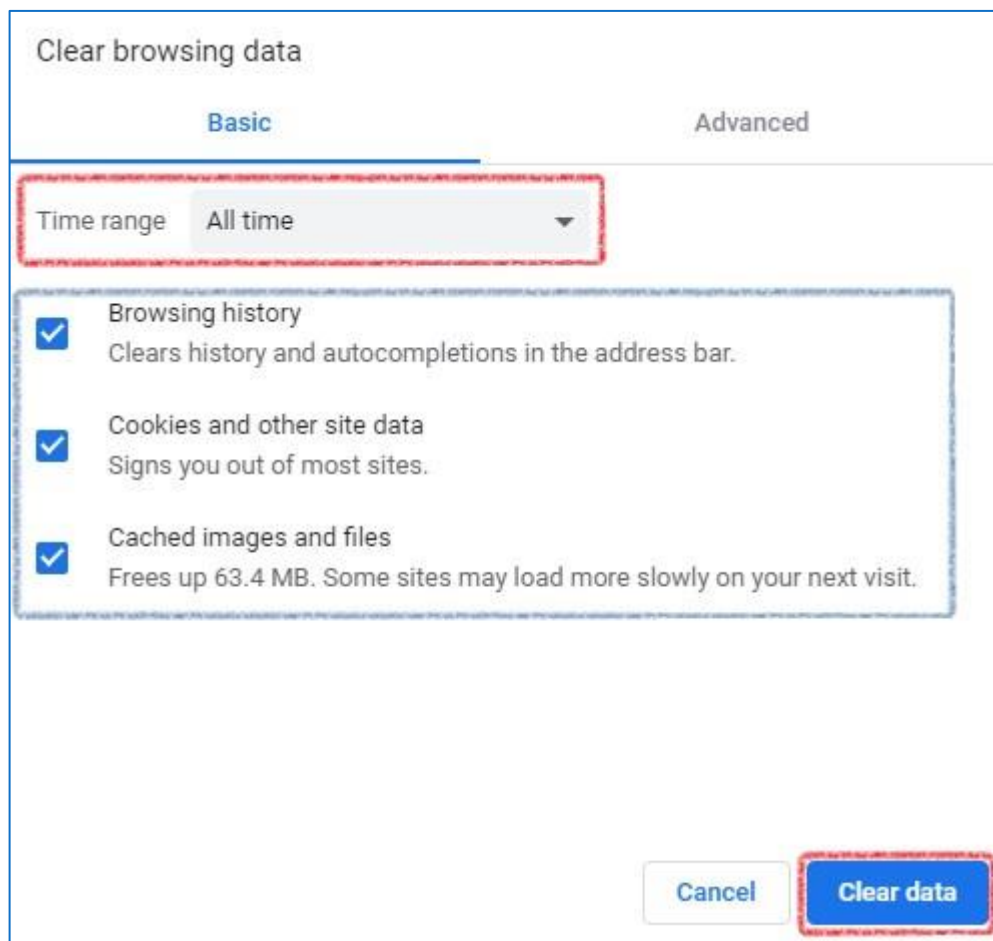 Clear browsing data
Basic
Advanced
Time range
All time
Browsing history
Clears history and autocompletions in the address bar.
Cookies and other site data
Signs you out of most sites.
Cached images and files
Frees up 63.4 MB. Some sites may load more slowly on your next visit.
Cancel
Clear data